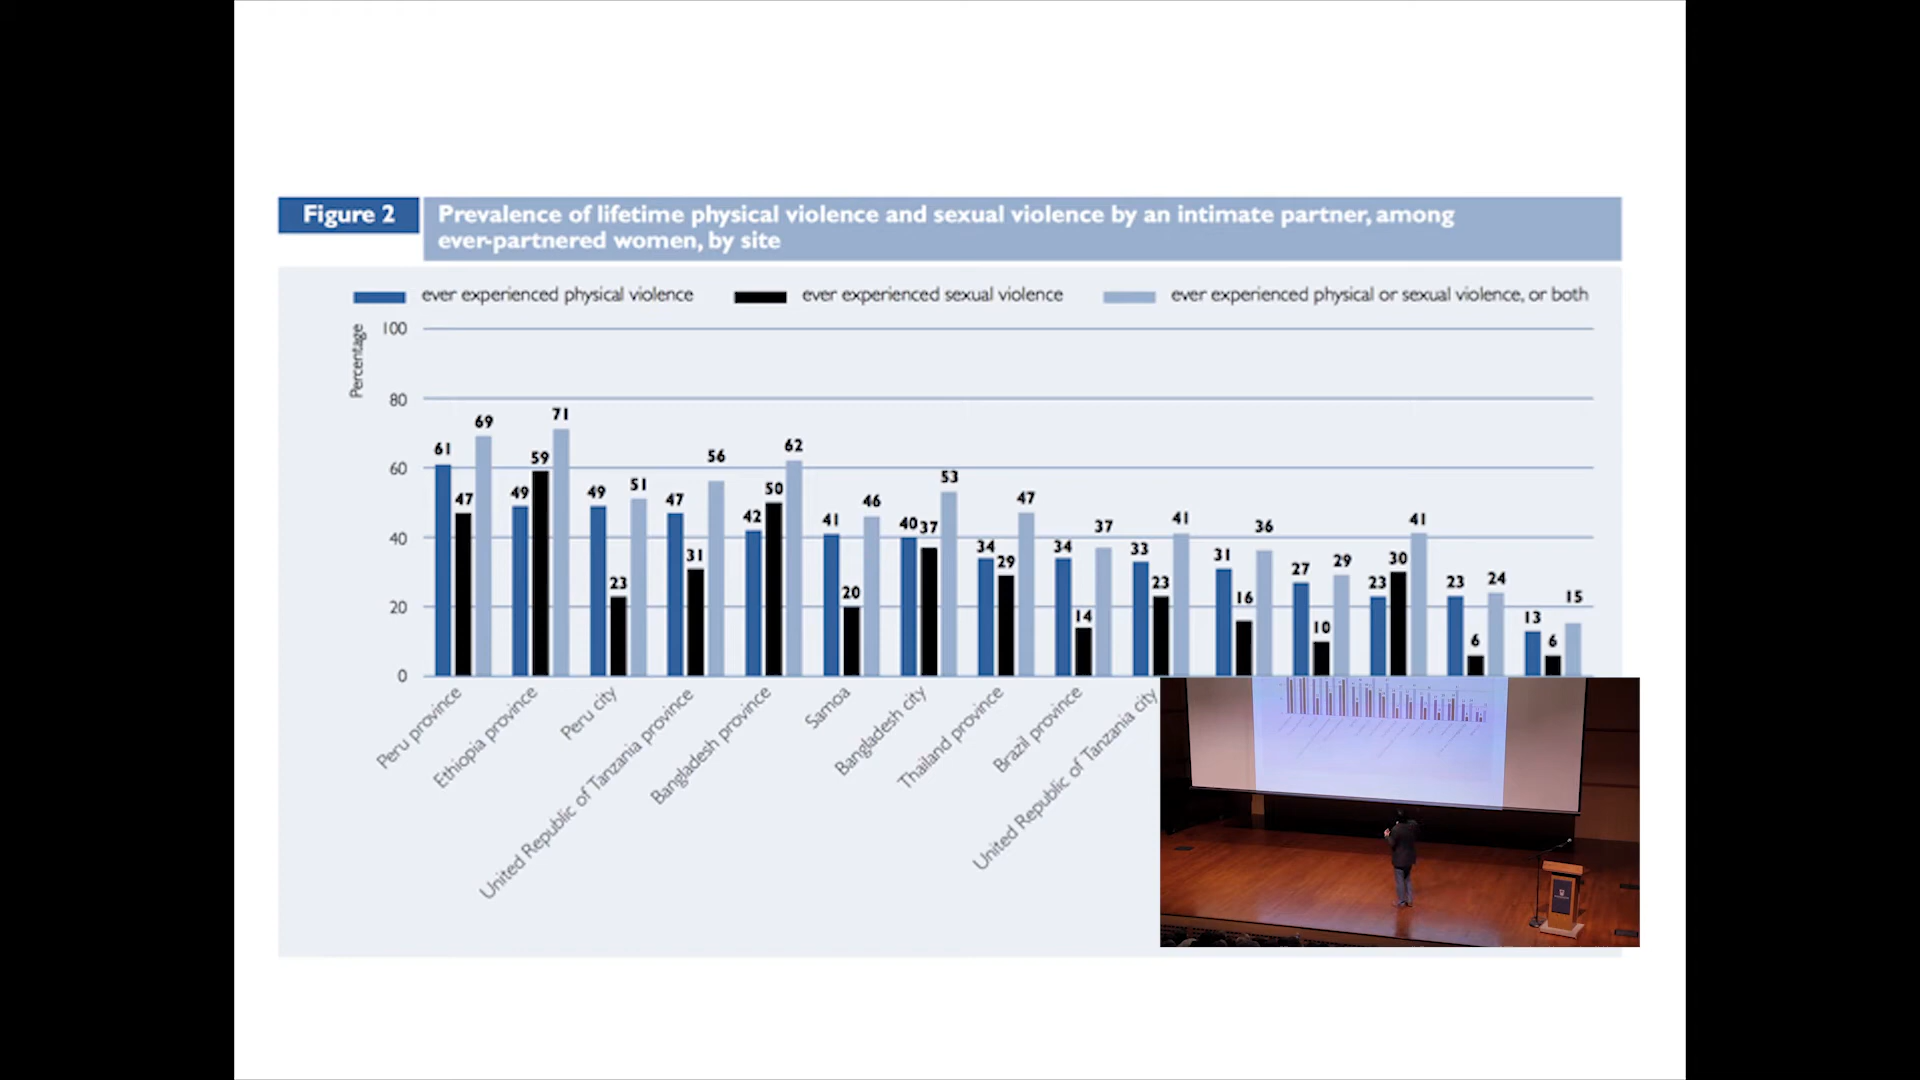 Figure 2
Prevalence of lifetime physical violence and sexual violence by an intimate partner, among
ever-partnered women, by site
ever experienced physical violence
ever experienced sexual violence
ever experienced physical or sexual violence, or both
Percentage
100
80
60
40
20
0
61 47 69
49 59 71
49 23 51
47 31 56
42 50 62
41 20 46
40 37 53
34 29 47
34 14 37
33 23 41
31 16 36
27 10 29
23 30 41
23 6 24
13 6 15
Peru province
Ethiopia province
Peru city
United Republic of Tanzania province
Bangladesh province
Samoa
Bangladesh city
Thailand province
Brazil province
United Republic of Tanzania city